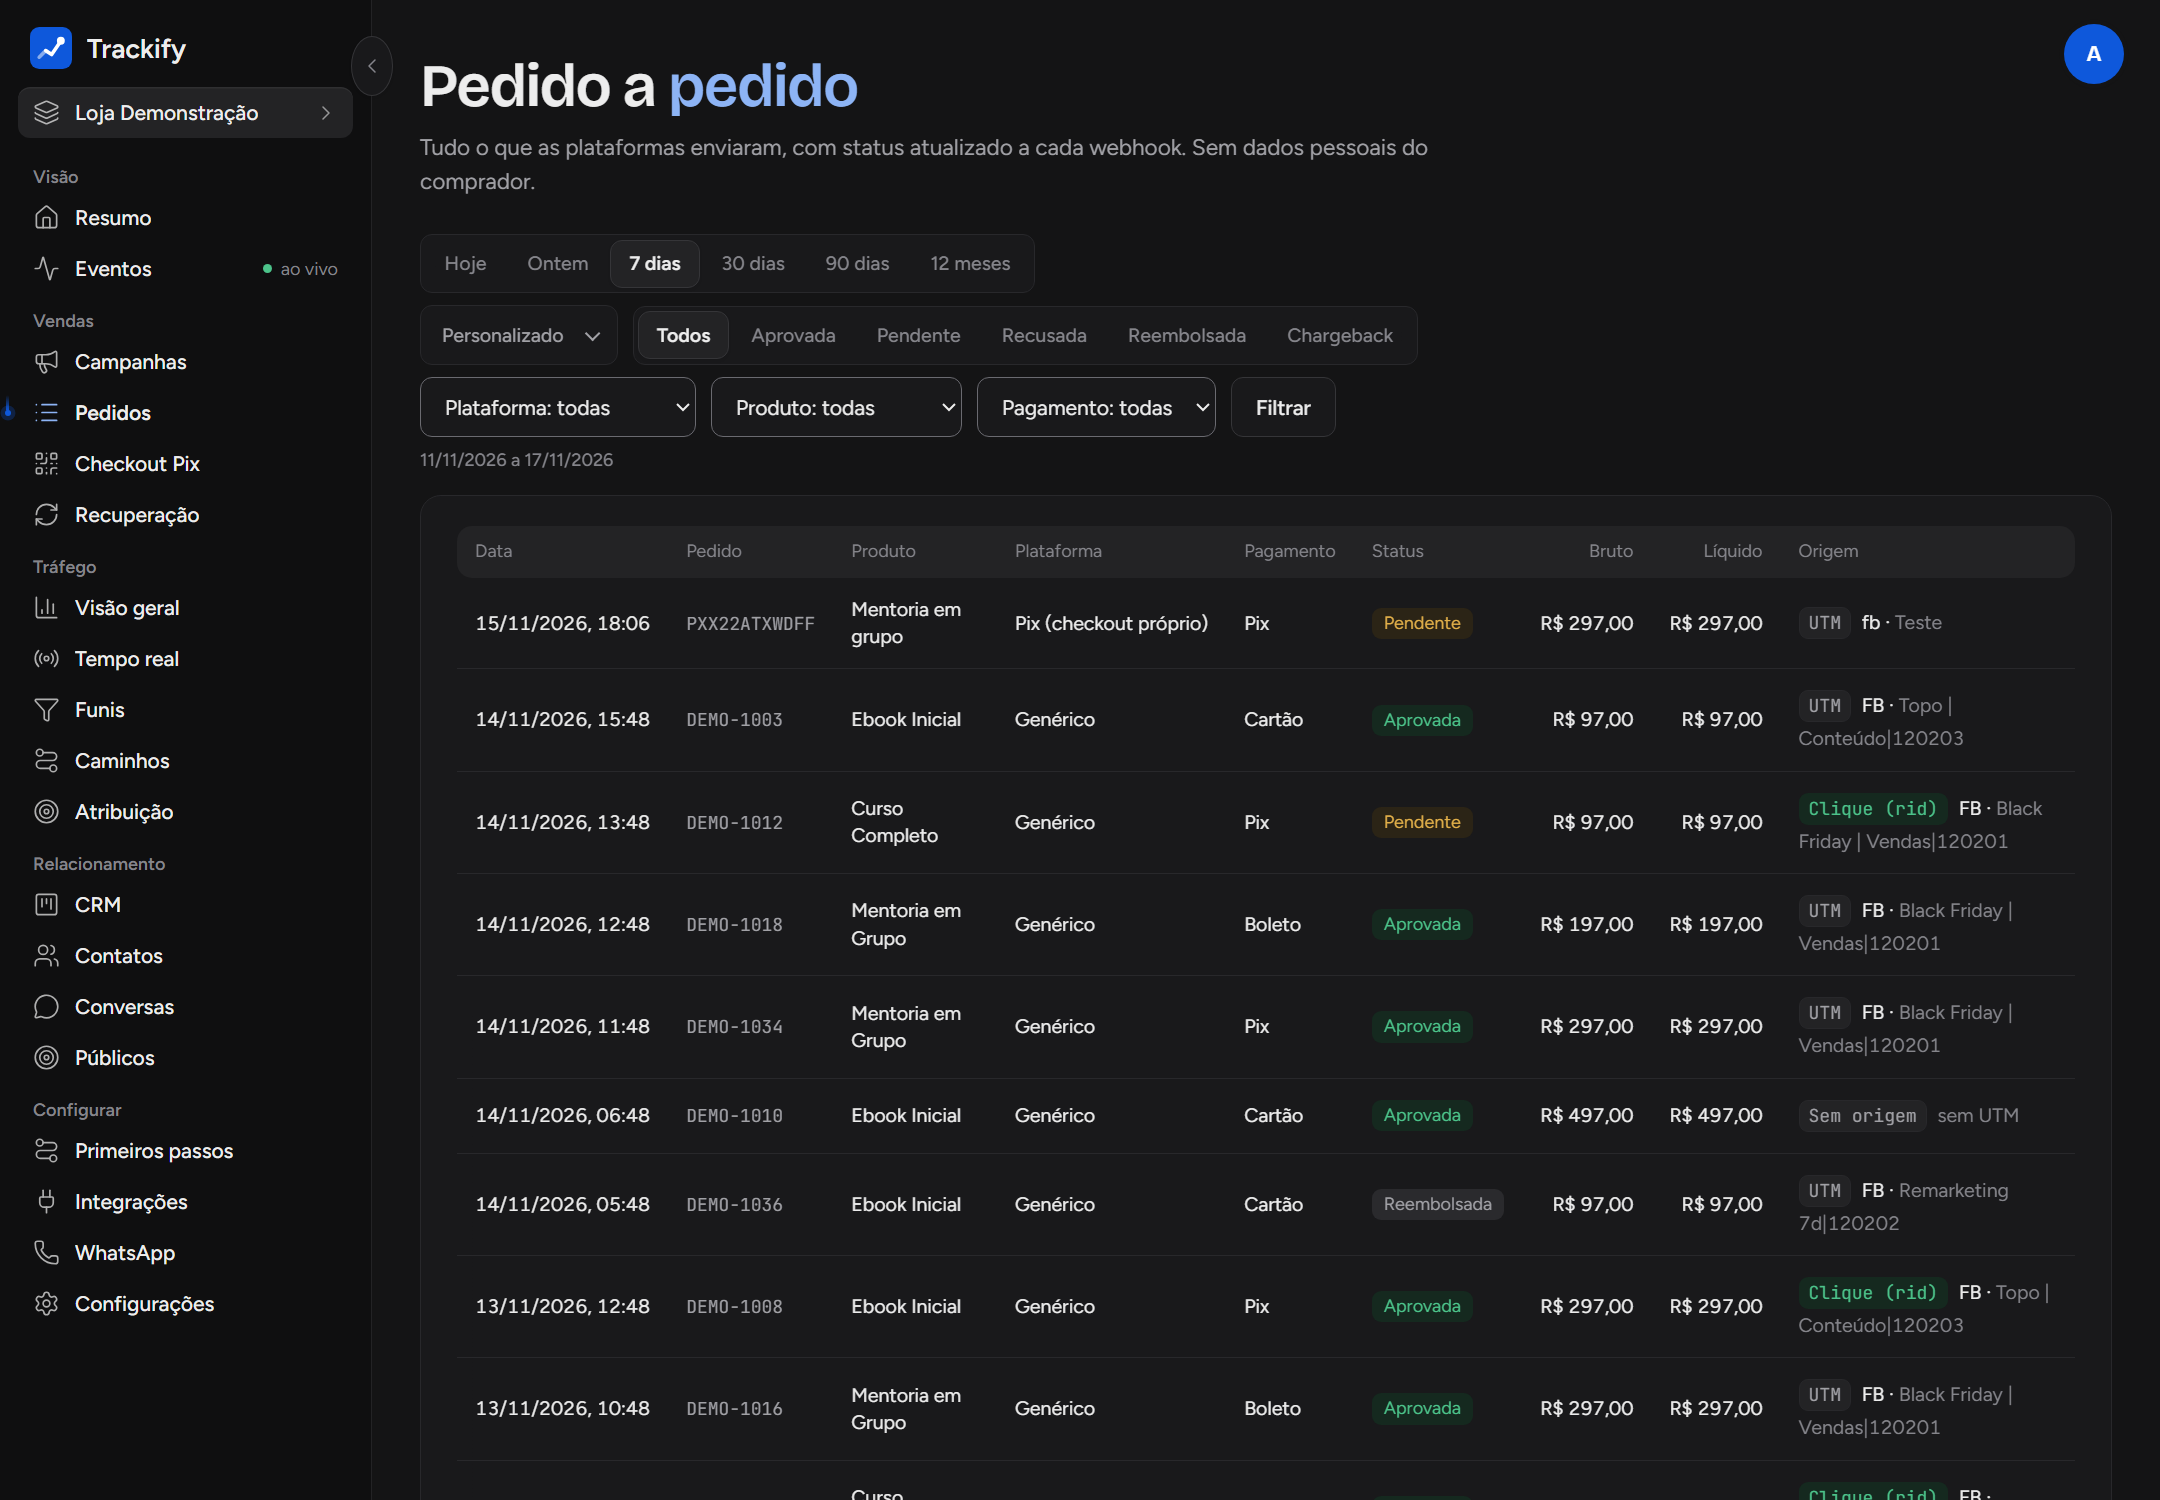 Trackify
Loja Demonstração
Visão
Resumo
Eventos ao vivo
Vendas
Campanhas
Pedidos
Checkout Pix
Recuperação
Tráfego
Visão geral
Tempo real
Funis
Caminhos
Atribuição
Relacionamento
CRM
Contatos
Conversas
Públicos
Configurar
Primeiros passos
Integrações
WhatsApp
Configurações
A
Pedido a pedido
Tudo o que as plataformas enviaram, com status atualizado a cada webhook. Sem dados pessoais do
comprador.
Hoje Ontem 7 dias 30 dias 90 dias 12 meses
Personalizado Todos Aprovada Pendente Recusada Reembolsada Chargeback
Plataforma: todas Produto: todas Pagamento: todas Filtrar
11/11/2026 a 17/11/2026
Data Pedido Produto Plataforma Pagamento Status Bruto Líquido Origem
15/11/2026, 18:06 PXX22ATXWDFF Mentoria em
grupo Pix (checkout próprio) Pix Pendente R$ 297,00 R$ 297,00 UTM fb · Teste
14/11/2026, 15:48 DEMO-1003 Ebook Inicial Genérico Cartão Aprovada R$ 97,00 R$ 97,00 UTM FB · Topo |
Conteúdo|120203
14/11/2026, 13:48 DEMO-1012 Curso
Completo Genérico Pix Pendente R$ 97,00 R$ 97,00 Clique (rid) FB · Black
Friday | Vendas|120201
14/11/2026, 12:48 DEMO-1018 Mentoria em
Grupo Genérico Boleto Aprovada R$ 197,00 R$ 197,00 UTM FB · Black Friday |
Vendas|120201
14/11/2026, 11:48 DEMO-1034 Mentoria em
Grupo Genérico Pix Aprovada R$ 297,00 R$ 297,00 UTM FB · Black Friday |
Vendas|120201
14/11/2026, 06:48 DEMO-1010 Ebook Inicial Genérico Cartão Aprovada R$ 497,00 R$ 497,00 Sem origem sem UTM
14/11/2026, 05:48 DEMO-1036 Ebook Inicial Genérico Cartão Reembolsada R$ 97,00 R$ 97,00 UTM FB · Remarketing
7d|120202
13/11/2026, 12:48 DEMO-1008 Ebook Inicial Genérico Pix Aprovada R$ 297,00 R$ 297,00 Clique (rid) FB · Topo |
Conteúdo|120203
13/11/2026, 10:48 DEMO-1016 Mentoria em
Grupo Genérico Boleto Aprovada R$ 297,00 R$ 297,00 UTM FB · Black Friday |
Vendas|120201
Curso Clique (rid) FB ·